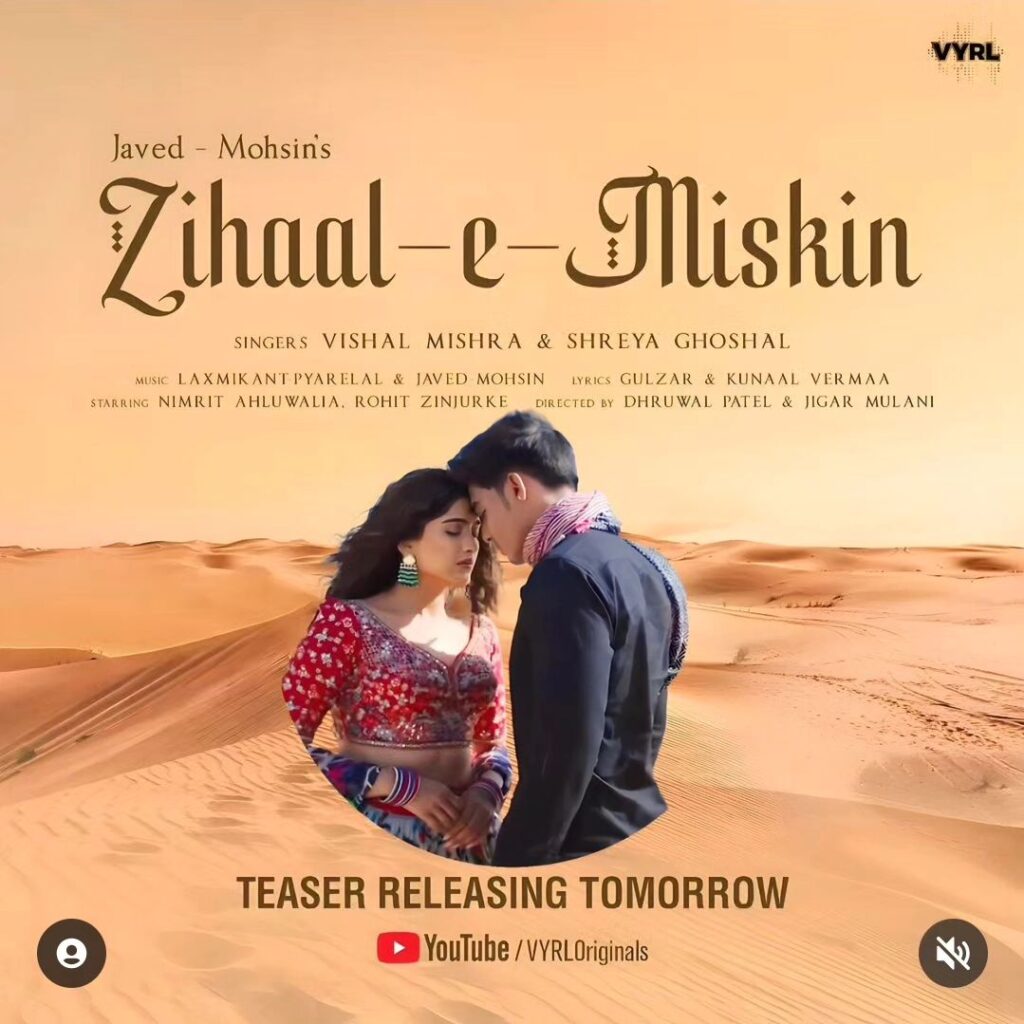 VYRL
Javed - Mohsin's
Zihaal-e-Miskin
SINGERS VISHAL MISHRA & SHREYA GHOSHAL
MUSIC LAXMIKANT-PYARELAL & JAVED-MOHSIN LYRICS GULZAR & KUNAAL VERMAA
STARRING NIMRIT AHLUWALIA, ROHIT ZINJURKE DIRECTED BY DHRUWAL PATEL & JIGAR MULANI
TEASER RELEASING TOMORROW
YouTube / VYRLOriginals